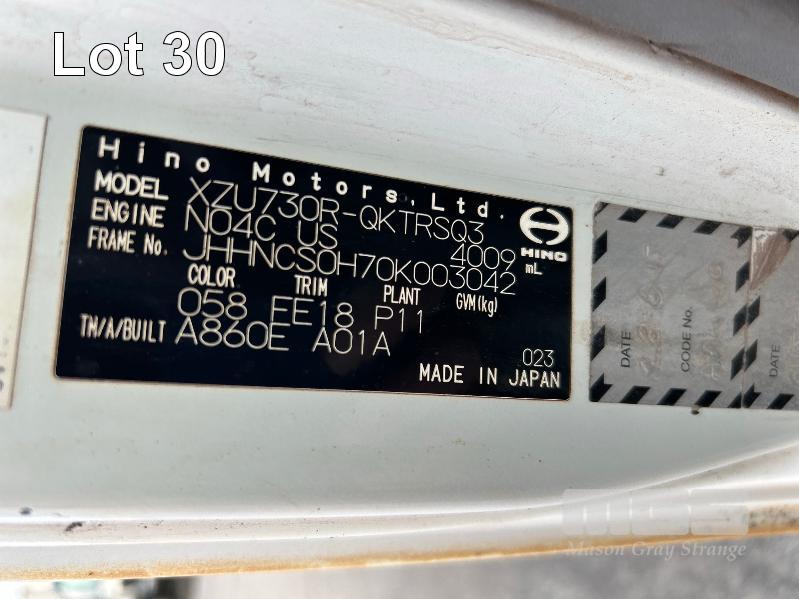 Lot 30
Hino Motors,Ltd.
MODEL XZU730R-QKTRSQ3
ENGINE N04C US 4009 mL
FRAME No. JHHNCS0H70K003042
HINO
COLOR TRIM PLANT GVM(kg)
058 EE18 P11
TM/A/BUILT A860E A01A
023
MADE IN JAPAN
DATE
CODE No.
DATE
Mason Gray Strange